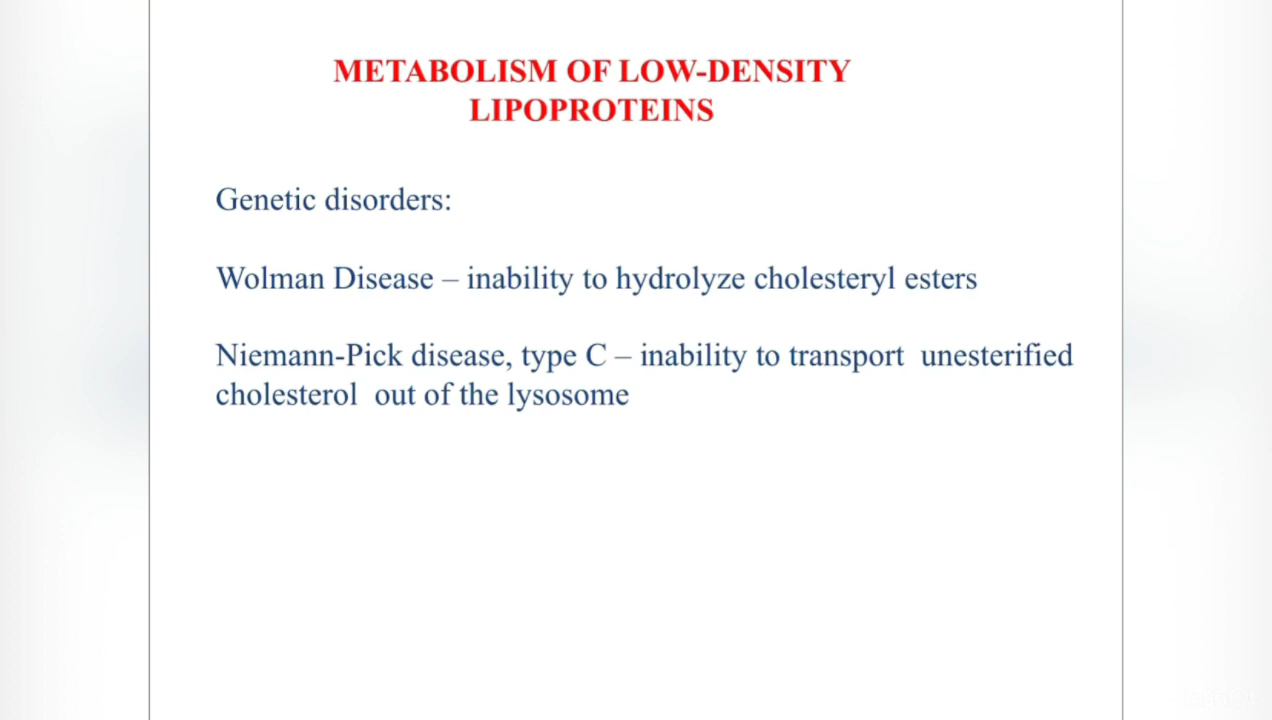 METABOLISM OF LOW-DENSITY
LIPOPROTEINS
Genetic disorders:
Wolman Disease – inability to hydrolyze cholesteryl esters
Niemann-Pick disease, type C – inability to transport unesterified
cholesterol out of the lysosome